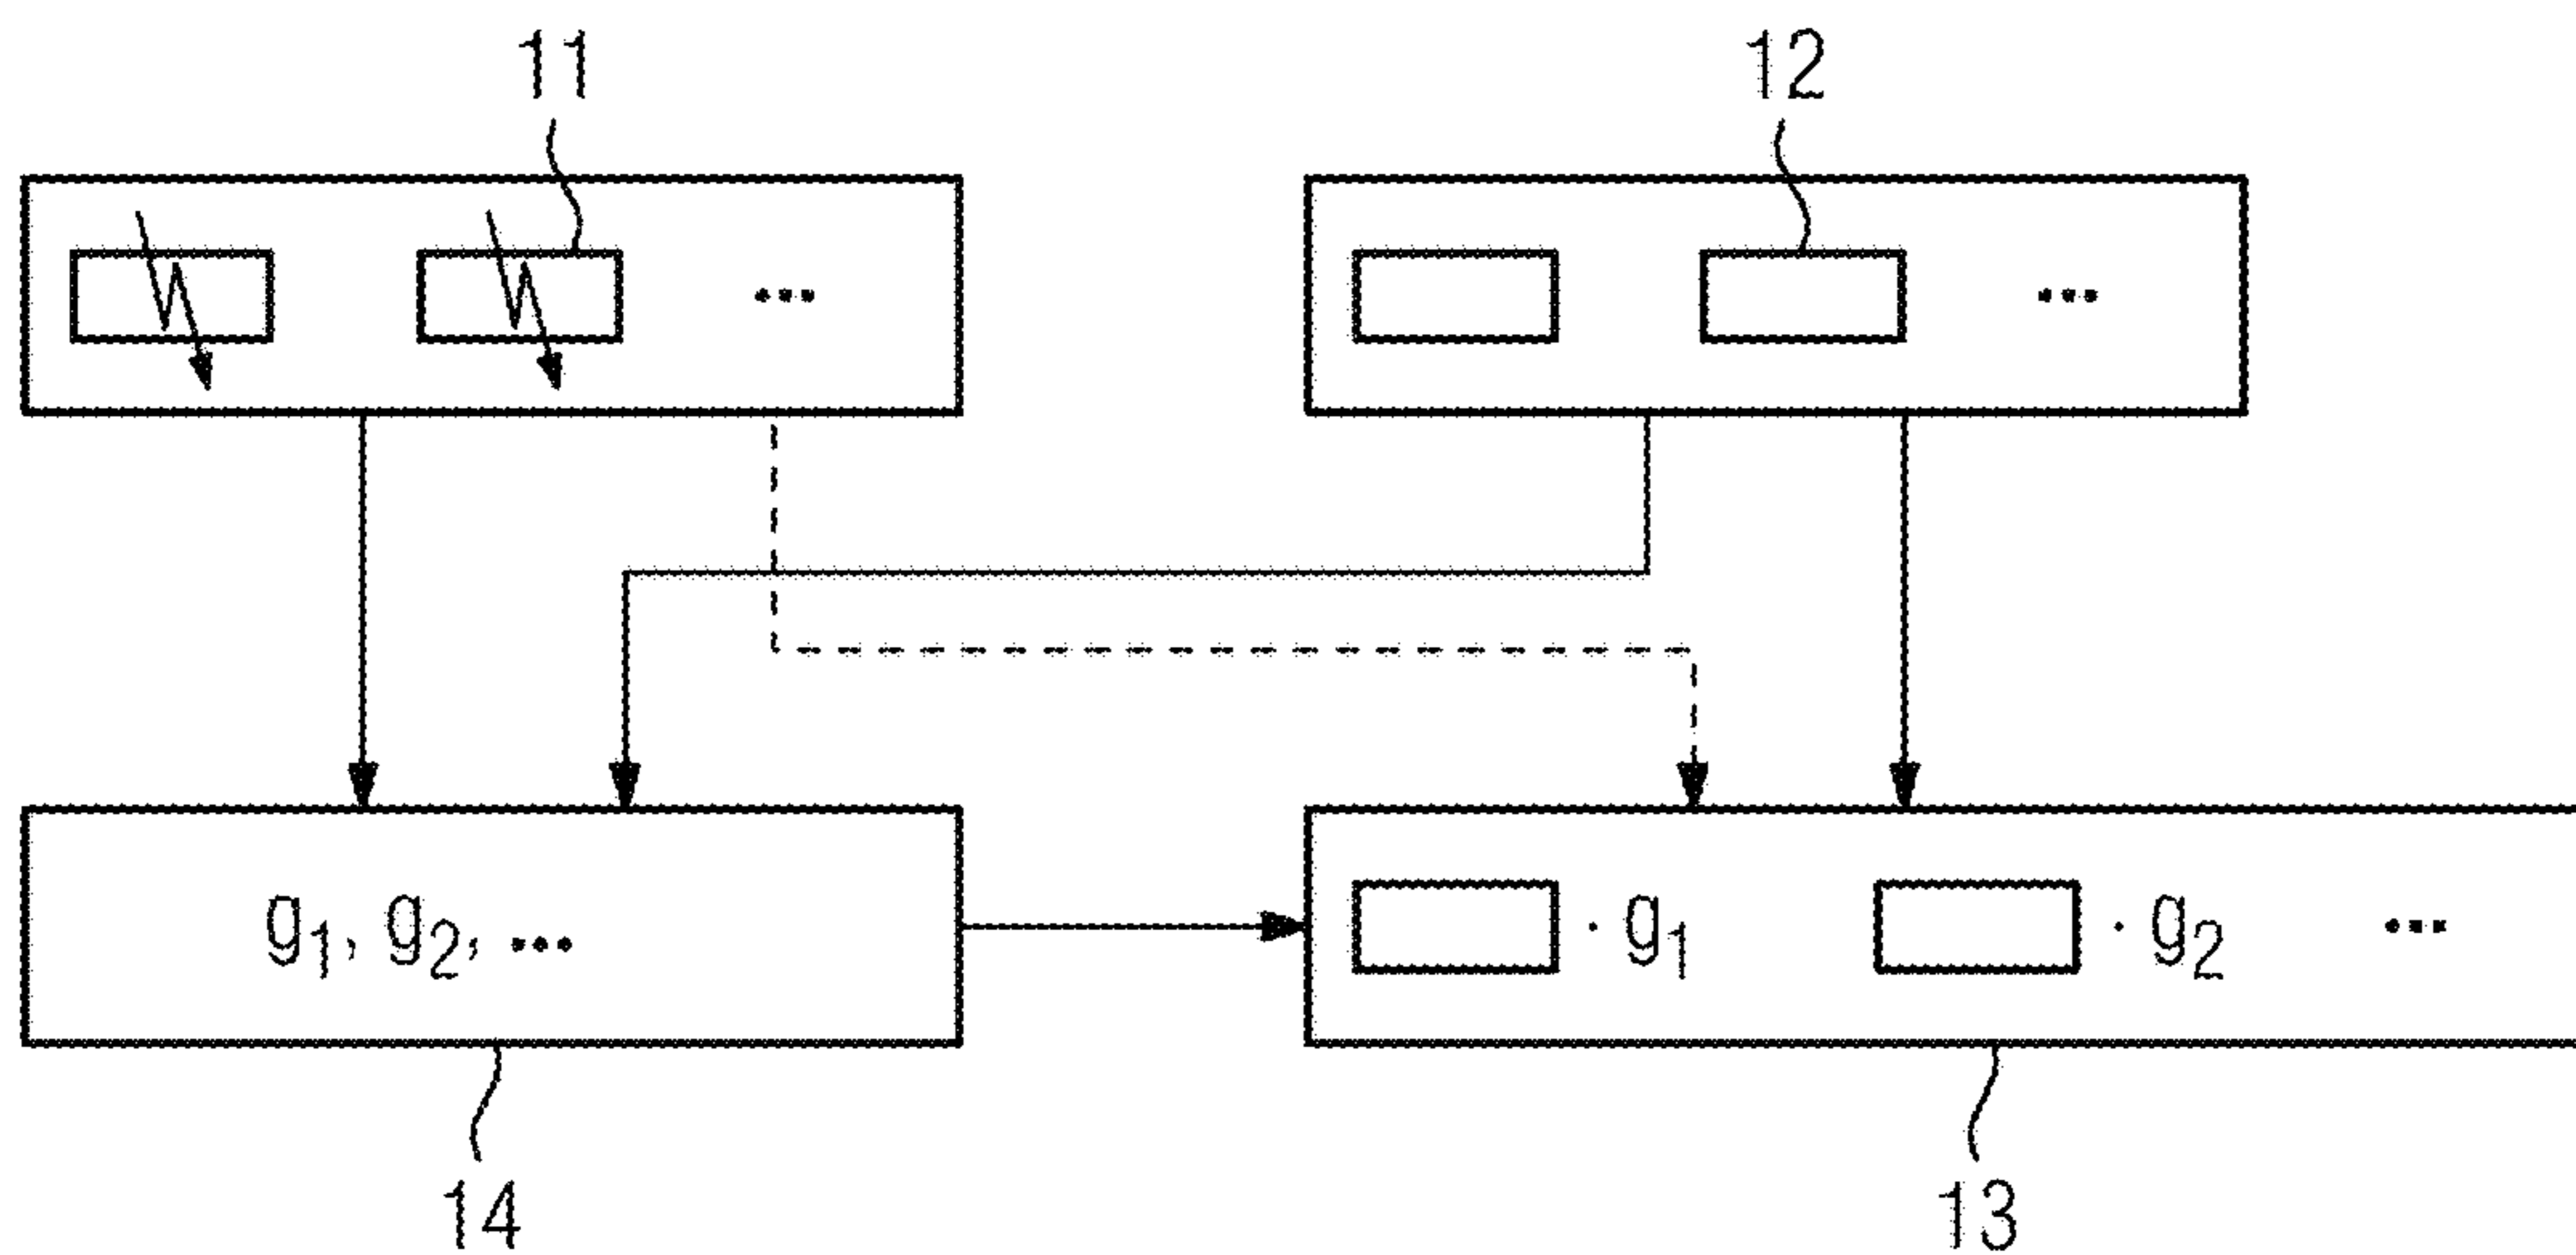 11 12
... ...
g₁, g₂, ... · g₁ · g₂ ...
14 13